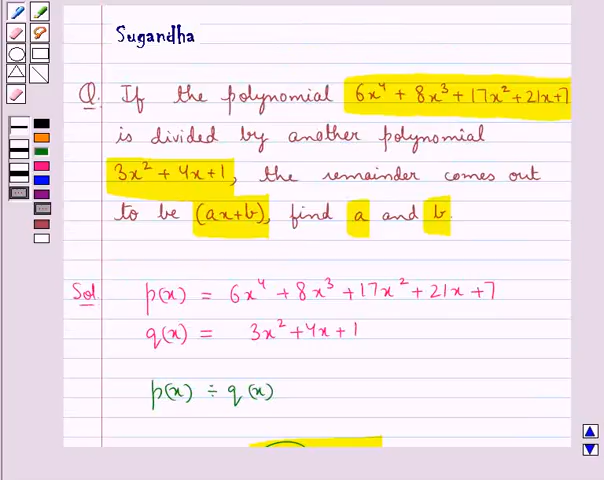 Sugandha
Q. If the polynomial 6x⁴ + 8x³ + 17x² + 21x + 7
is divided by another polynomial
3x² + 4x + 1, the remainder comes out
to be (ax+b), find a and b.
Sol. p(x) = 6x⁴ + 8x³ + 17x² + 21x + 7
q(x) = 3x² + 4x + 1
p(x) ÷ q(x)